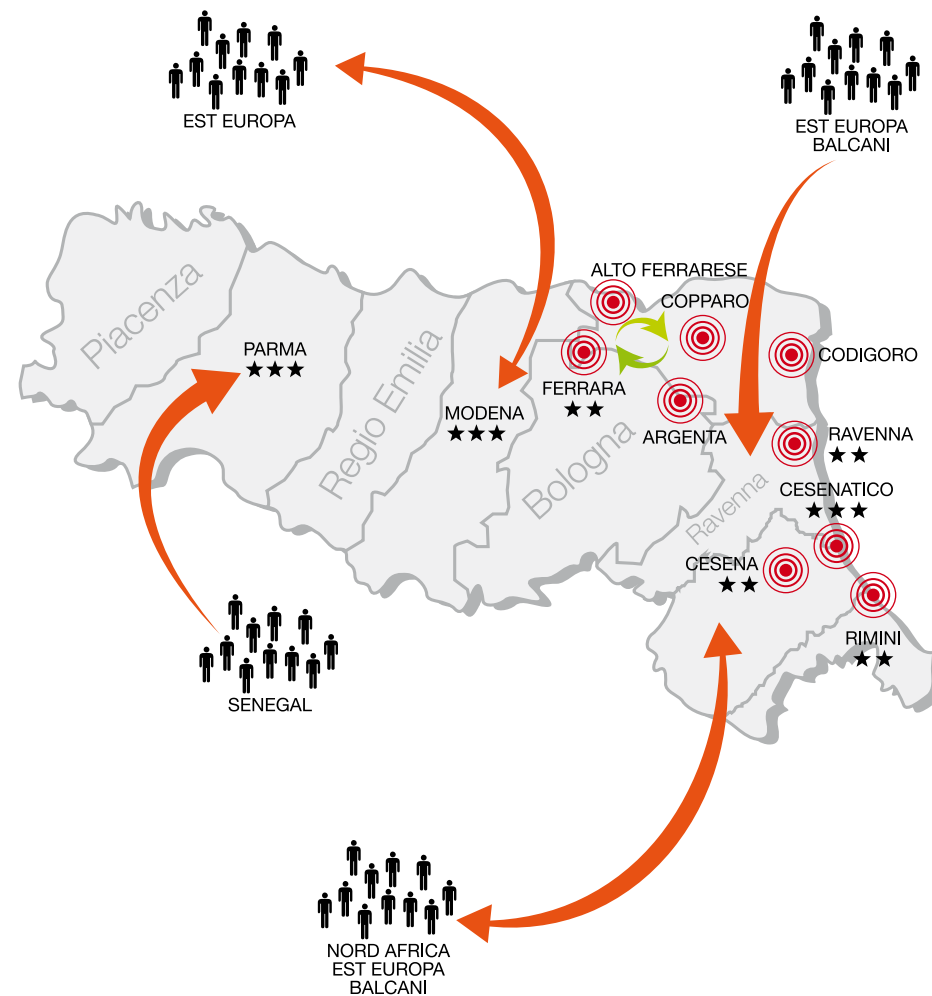 EST EUROPA
EST EUROPA
BALCANI
ALTO FERRARESE
COPPARO
Piacenza
PARMA
Regio Emilia
CODIGORO
FERRARA
MODENA
ARGENTA
Bologna
RAVENNA
CESENATICO
Ravenna
CESENA
RIMINI
SENEGAL
NORD AFRICA
EST EUROPA
BALCANI